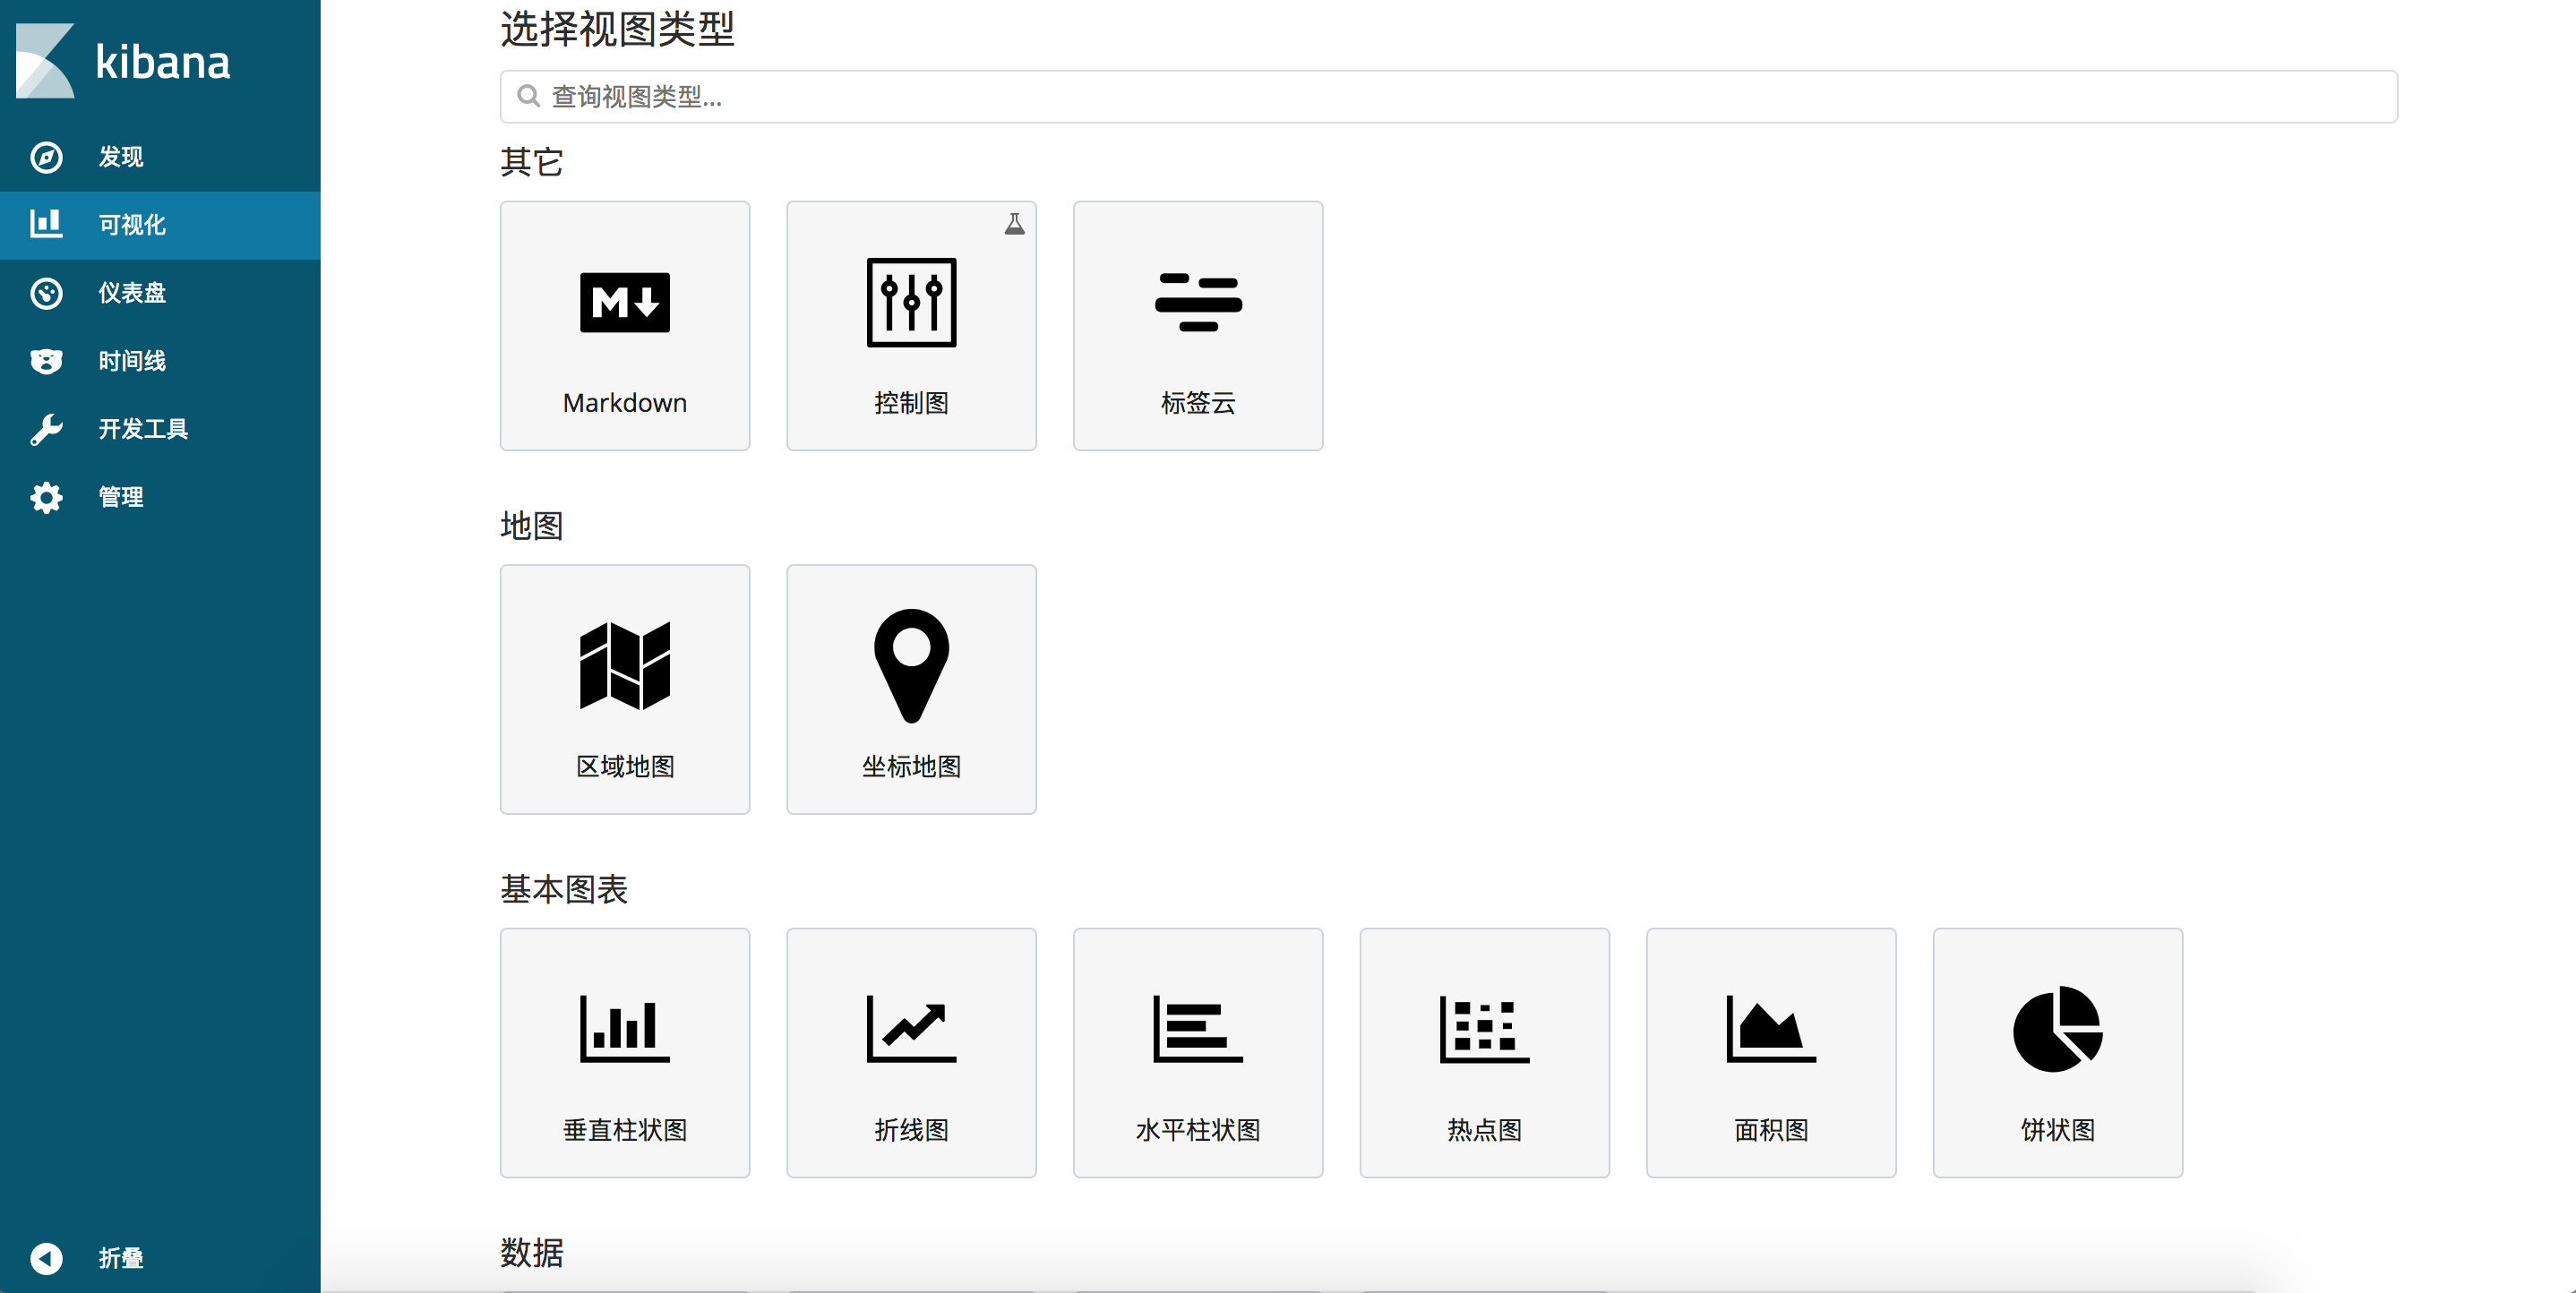 kibana
发现
可视化
仪表盘
时间线
开发工具
管理
折叠
选择视图类型
查询视图类型...
其它
Markdown
控制图
标签云
地图
区域地图
坐标地图
基本图表
垂直柱状图
折线图
水平柱状图
热点图
面积图
饼状图
数据